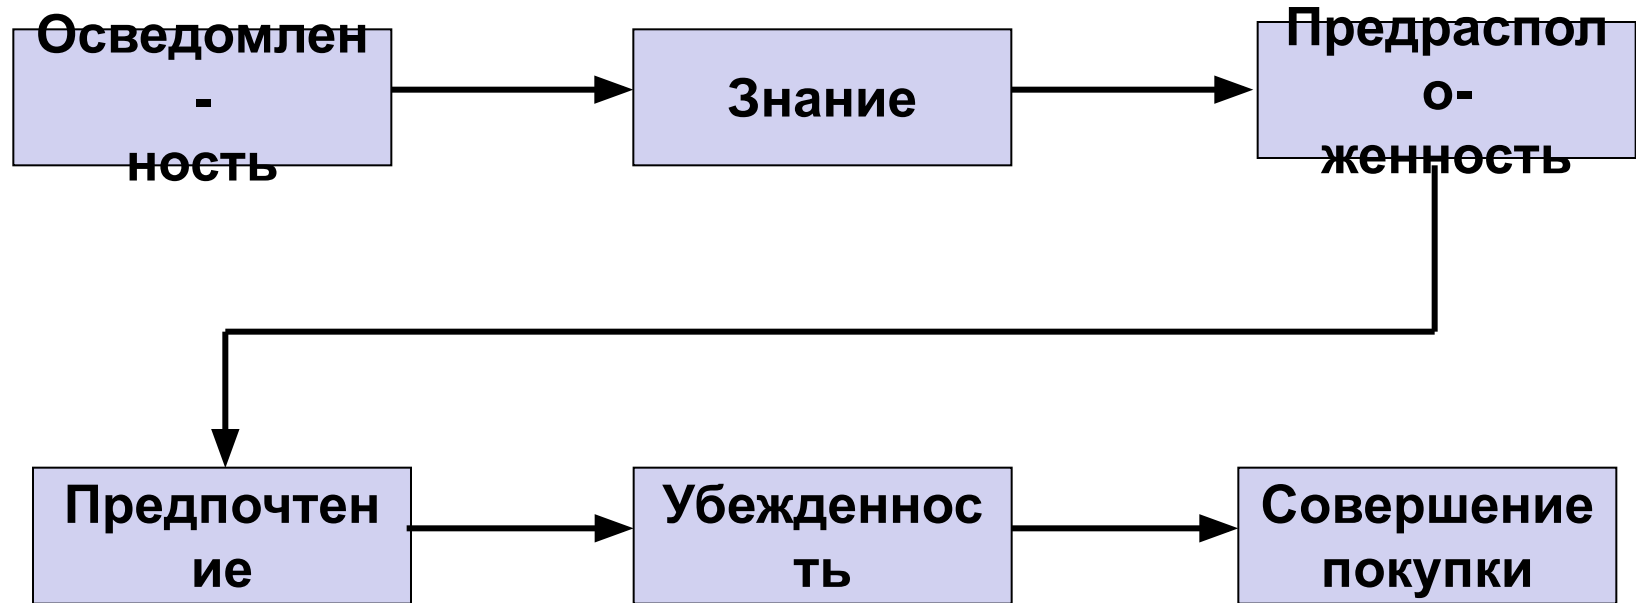 Осведомлен
-
ность
Знание
Предраспол
о-
женность
Предпочтен
ие
Убежденнос
ть
Совершение
покупки